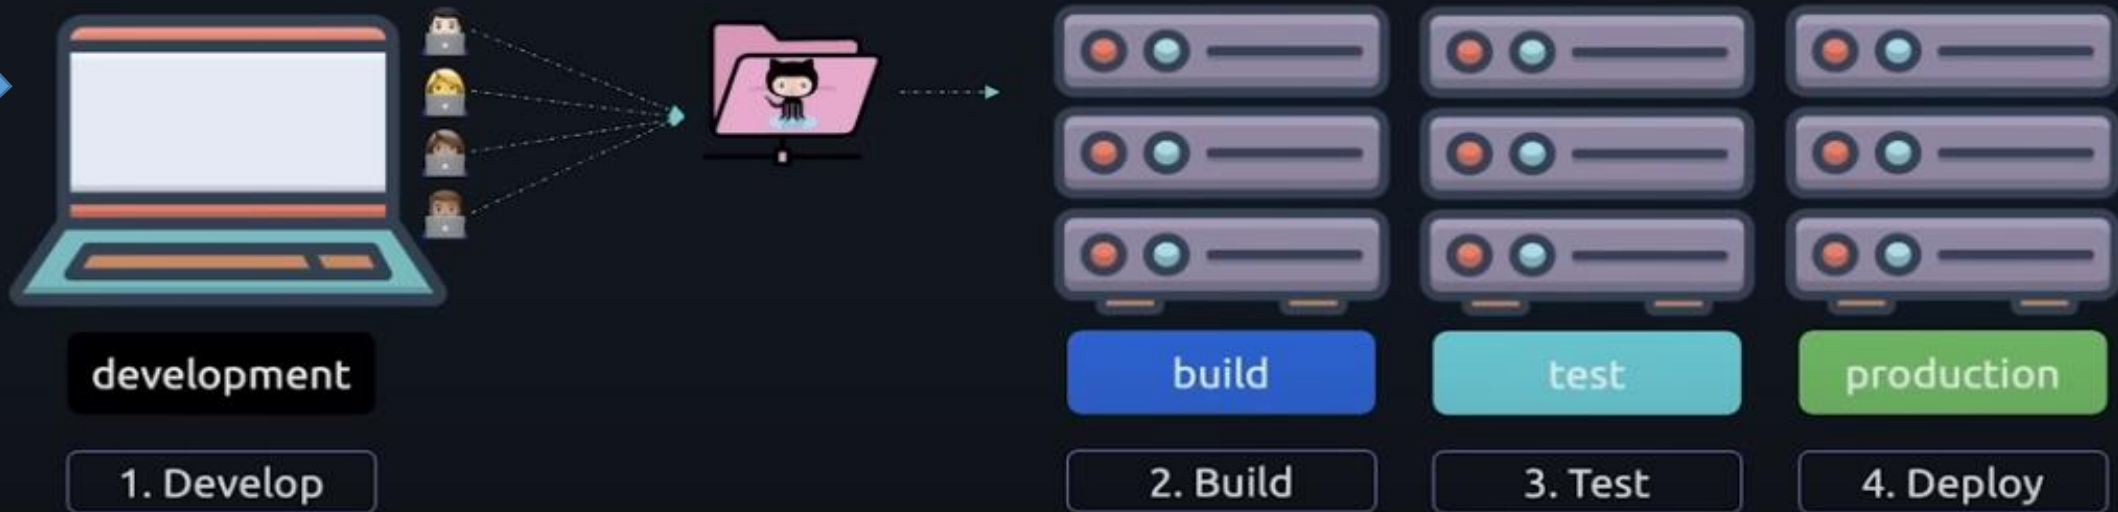 development
build
test
production
1. Develop
2. Build
3. Test
4. Deploy